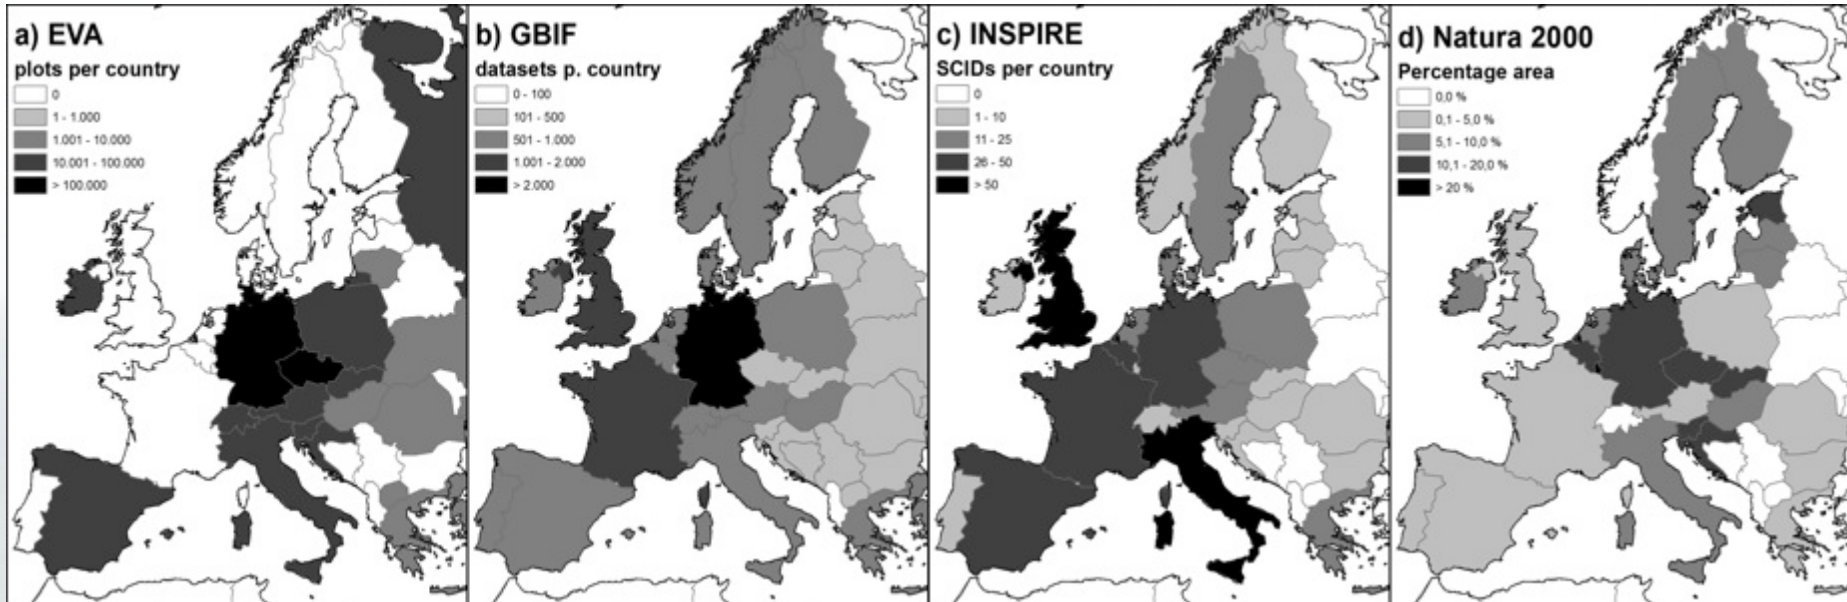 a) EVA
plots per country
0
1 - 1.000
1.001 - 10.000
10.001 - 100.000
> 100.000
b) GBIF
datasets p. country
0 - 100
101 - 500
501 - 1.000
1.001 - 2.000
> 2.000
c) INSPIRE
SCIDs per country
0
1 - 10
11 - 25
26 - 50
> 50
d) Natura 2000
Percentage area
0,0 %
0,1 - 5,0 %
5,1 - 10,0 %
10,1 - 20,0 %
> 20 %